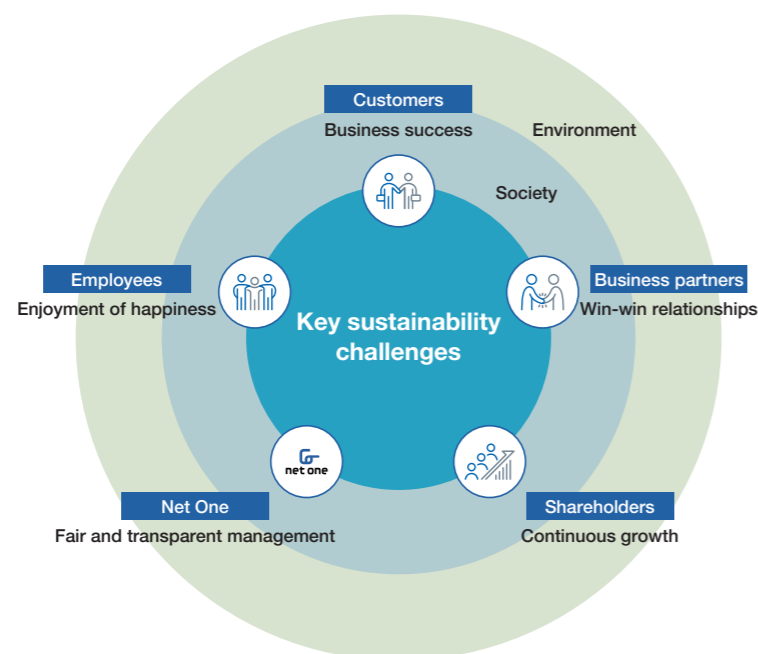 Customers
Business success
Environment
Society
Employees
Enjoyment of happiness
Business partners
Win-win relationships
Key sustainability
challenges
net one
Net One
Fair and transparent management
Shareholders
Continuous growth